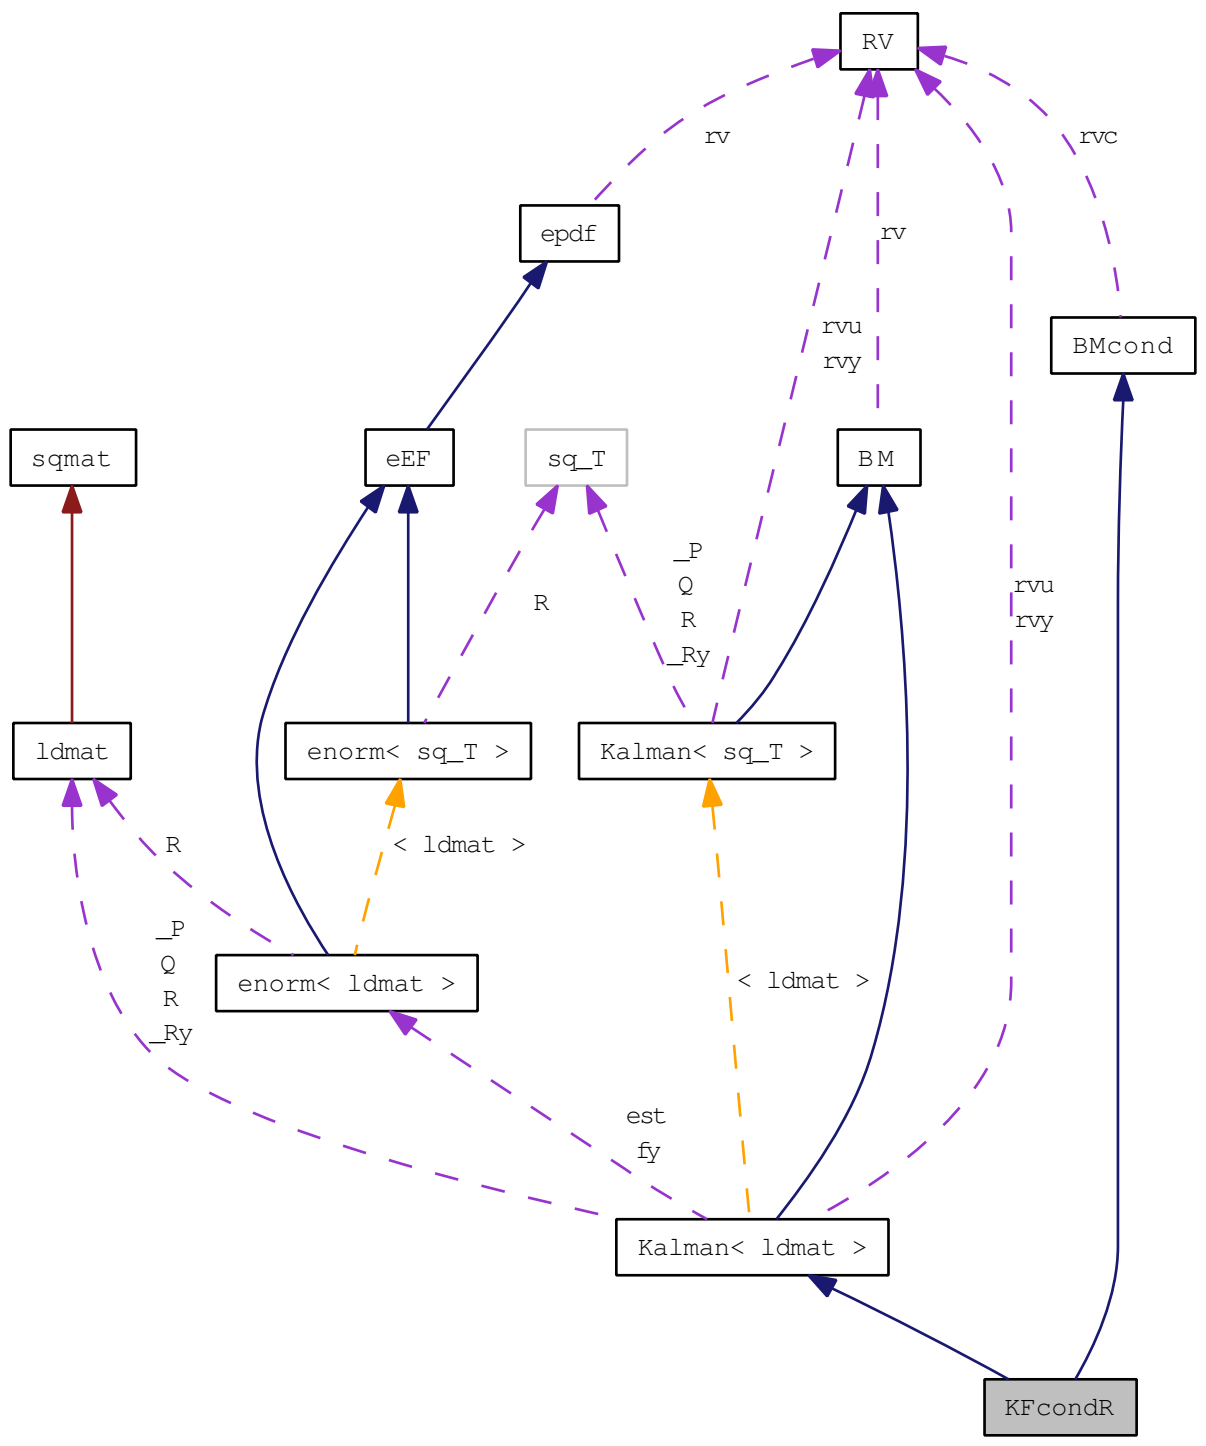 RV
rv
rvc
epdf
rv
rvu
rvy
BMcond
sqmat
eEF
sq_T
BM
_P
Q
R
_Ry
R
rvu
rvy
ldmat
enorm< sq_T >
Kalman< sq_T >
R
< ldmat >
_P
Q
R
_Ry
enorm< ldmat >
< ldmat >
est
fy
Kalman< ldmat >
KFcondR